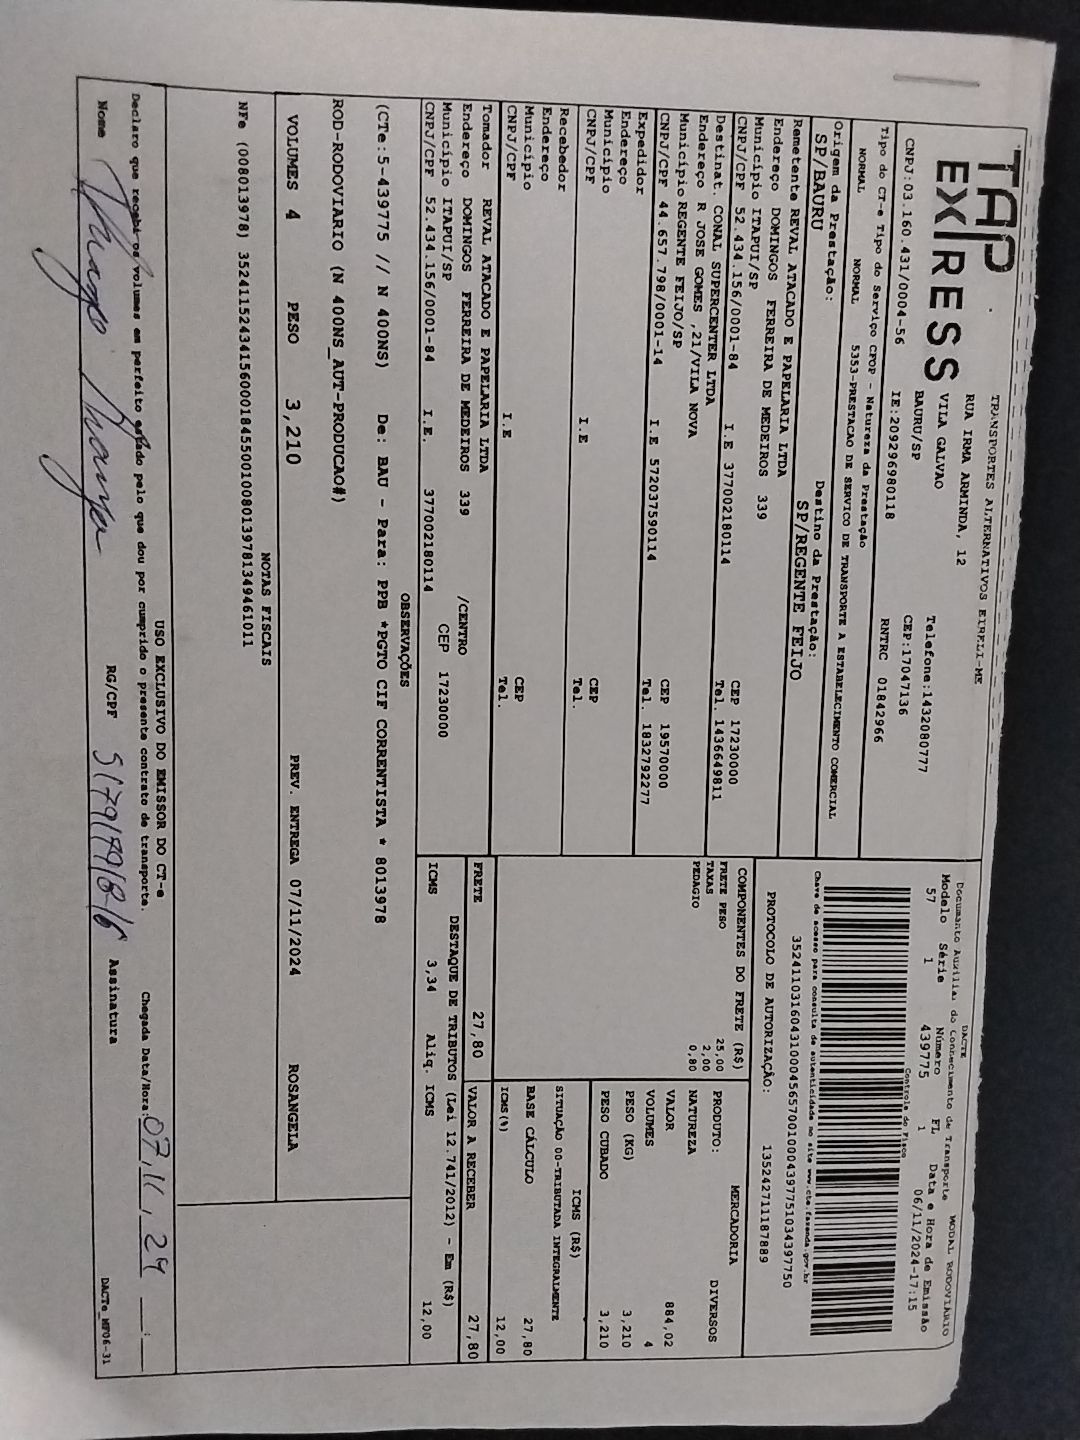 TAP
EXPRESS
TRANSPORTES ALTERNATIVOS EIRELI-ME
RUA IRMA ARMINDA, 12
VILA GALVAO
BAURU/SP
Telefone:1432080777
CEP:17047136
CNPJ:03.160.431/0004-56 IE:209296980118 RNTRC 01842966
Tipo do CT-e Tipo do Serviço CFOP - Natureza da Prestação
NORMAL NORMAL 5353-PRESTACAO DE SERVICO DE TRANSPORTE A ESTABELECIMENTO COMERCIAL
Origem da Prestação: Destino da Prestação:
SP/BAURU SP/REGENTE FEIJO
DACTE MODAL RODOVIÁRIO
Documento Auxiliar do Conhecimento de Transporte
Modelo Série Número FL Data e Hora de Emissão
57 1 439775 1 06/11/2024-17:15
Controle do Fisco
Chave de acesso para consulta de autenticidade no site www.cte.fazenda.gov.br
35241103160431000456570010004397751034397750
PROTOCOLO DE AUTORIZAÇÃO: 135242711187889
Remetente REVAL ATACADO E PAPELARIA LTDA
Endereço DOMINGOS FERREIRA DE MEDEIROS 339
Município ITAPUI/SP CEP 17230000
CNPJ/CPF 52.434.156/0001-84 I.E 377002180114 Tel. 1436649811
Destinat. CONAL SUPERCENTER LTDA
Endereço R JOSE GOMES ,21/VILA NOVA
Município REGENTE FEIJO/SP CEP 19570000
CNPJ/CPF 44.657.798/0001-14 I.E 572037590114 Tel. 1832792277
Expedidor
Endereço
Município CEP
CNPJ/CPF I.E Tel.
Recebedor
Endereço
Município CEP
CNPJ/CPF I.E Tel.
Tomador REVAL ATACADO E PAPELARIA LTDA
Endereço DOMINGOS FERREIRA DE MEDEIROS 339 /CENTRO
Município ITAPUI/SP CEP 17230000
CNPJ/CPF 52.434.156/0001-84 I.E. 377002180114
COMPONENTES DO FRETE (R$)
FRETE PESO 25,00
TAXAS 2,00
PEDAGIO 0,80
MERCADORIA
PRODUTO: DIVERSOS
NATUREZA
VALOR 884,02
VOLUMES 4
PESO (KG) 3,210
PESO CUBADO 3,210
ICMS (R$)
SITUAÇÃO 00-TRIBUTADA INTEGRALMENTE
BASE CÁLCULO 27,80
ICMS(%) 12,00
FRETE 27,80 VALOR A RECEBER 27,80
DESTAQUE DE TRIBUTOS (Lei 12.741/2012) - Em (R$)
ICMS 3,34 Aliq. ICMS 12,00
OBSERVAÇÕES
(CTe:5-439775 // N 400NS) De: BAU - Para: PPB *PGTO CIF CORRENTISTA * 8013978
ROD-RODOVIARIO (N 400NS_AUT-PRODUCAO#)
VOLUMES 4 PESO 3,210 PREV. ENTREGA 07/11/2024 ROSANGELA
NOTAS FISCAIS
NFe (008013978) 35241152434156000184550010080139781349461011
USO EXCLUSIVO DO EMISSOR DO CT-e
Declaro que recebi os volumes em perfeito estado pelo que dou por cumprido o presente contrato de transporte. Chegada Data/Hora: 07, 11, 24 :
Nome RG/CPF Assinatura DACTe_MP06-31